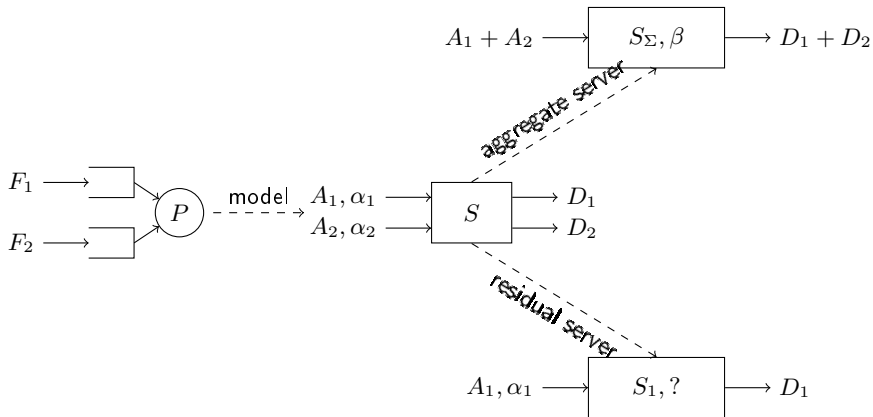 A₁ + A₂ S_Σ, β D₁ + D₂
aggregate server
F₁
P
model
A₁, α₁ D₁
S
A₂, α₂ D₂
F₂
residual server
A₁, α₁ S₁, ? D₁